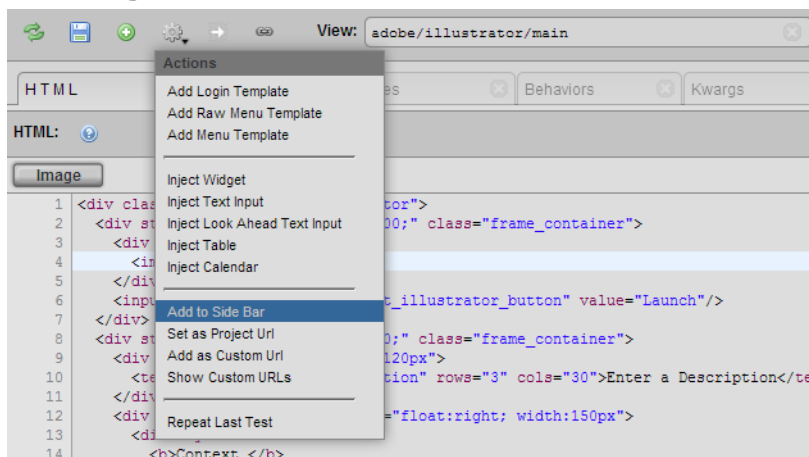 View: adobe/illustrator/main
Actions
HTML es Behaviors Kwargs
Add Login Template
Add Raw Menu Template
Add Menu Template
HTML:
Inject Widget
Image
Inject Text Input
Inject Look Ahead Text Input
Inject Table
Inject Calendar
Add to Side Bar
Set as Project Url
Add as Custom Url
Show Custom URLs
Repeat Last Test
1 <div clas tor">
2 <div st 00;" class="frame_container">
3 <div
4 <im
5 </div
6 <inpu t_illustrator_button" value="Launch"/>
7 </div>
8 <div st 0;" class="frame_container">
9 <div 120px">
10 <te tion" rows="3" cols="30">Enter a Description</te
11 </div
12 <div ="float:right; width:150px">
13 <di
14 <b>Context </b>